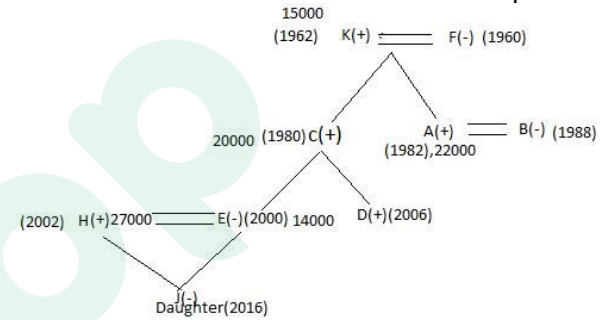 15000
(1962) K(+) F(-) (1960)
20000 (1980) C(+) A(+) B(-) (1988)
(1982),22000
(2002) H(+)27000 E(-)(2000) 14000 D(+)(2006)
J(-)
Daughter(2016)